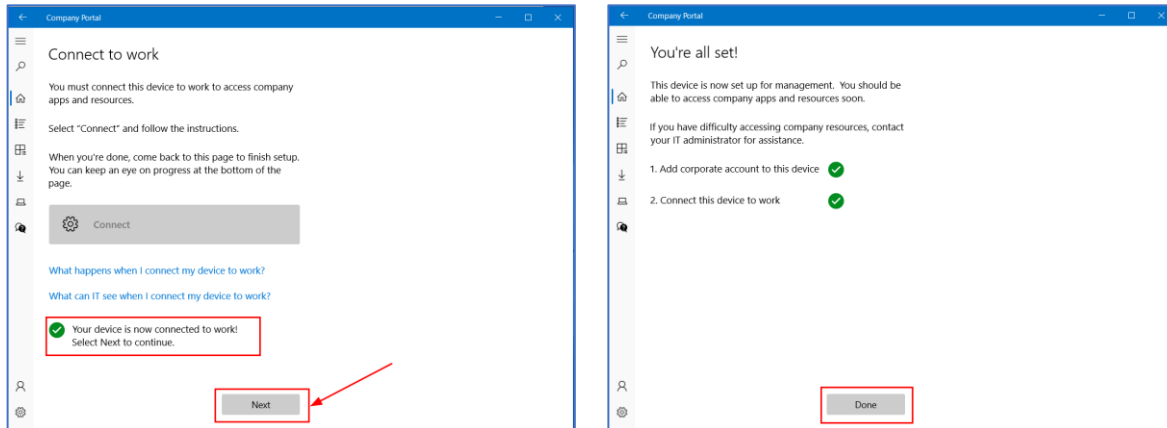 Company Portal
Connect to work
You must connect this device to work to access company
apps and resources.
Select "Connect" and follow the instructions.
When you're done, come back to this page to finish setup.
You can keep an eye on progress at the bottom of the
page.
Connect
What happens when I connect my device to work?
What can IT see when I connect my device to work?
Your device is now connected to work!
Select Next to continue.
Next
Company Portal
You're all set!
This device is now set up for management.  You should be
able to access company apps and resources soon.
If you have difficulty accessing company resources, contact
your IT administrator for assistance.
1. Add corporate account to this device
2. Connect this device to work
Done